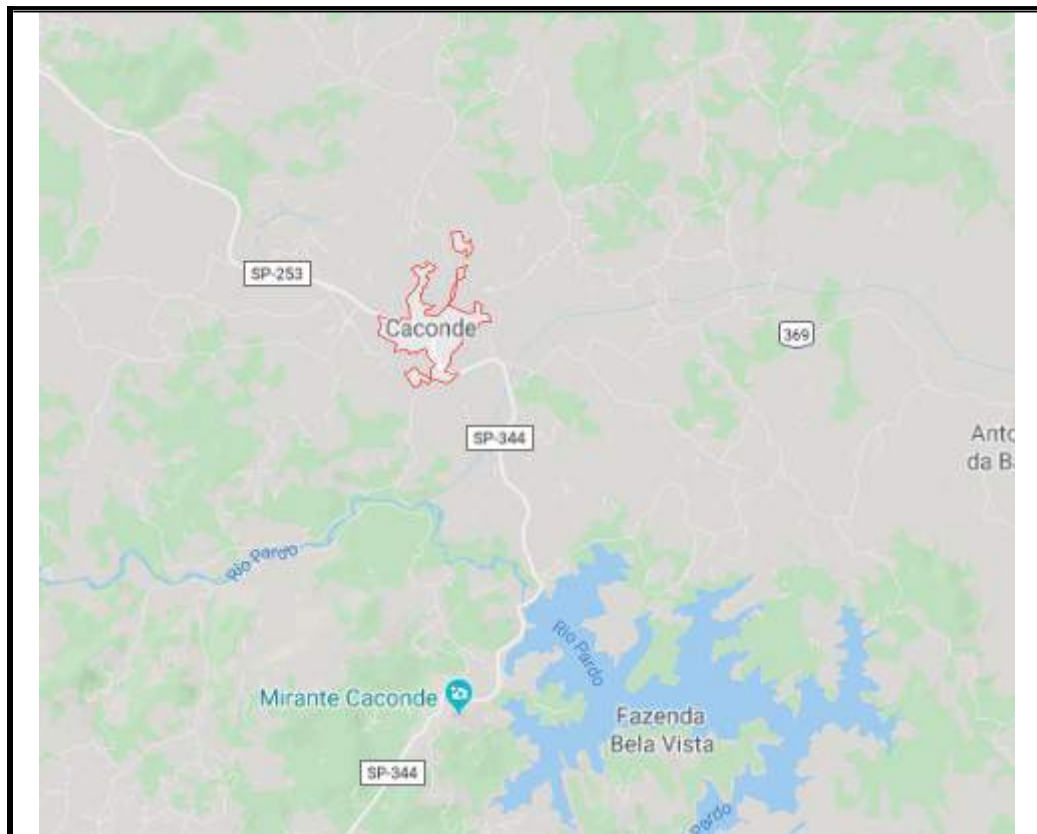 SP-253
Caconde
369
SP-344
Anto
da Ba
Rio Pardo
Rio Pardo
Mirante Caconde
Fazenda
Bela Vista
SP-344
Pardo